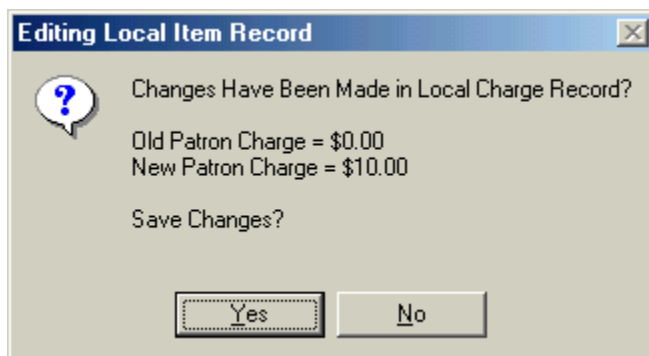 Editing Local Item Record
Changes Have Been Made in Local Charge Record?
Old Patron Charge = $0.00
New Patron Charge = $10.00
Save Changes?
Yes
No